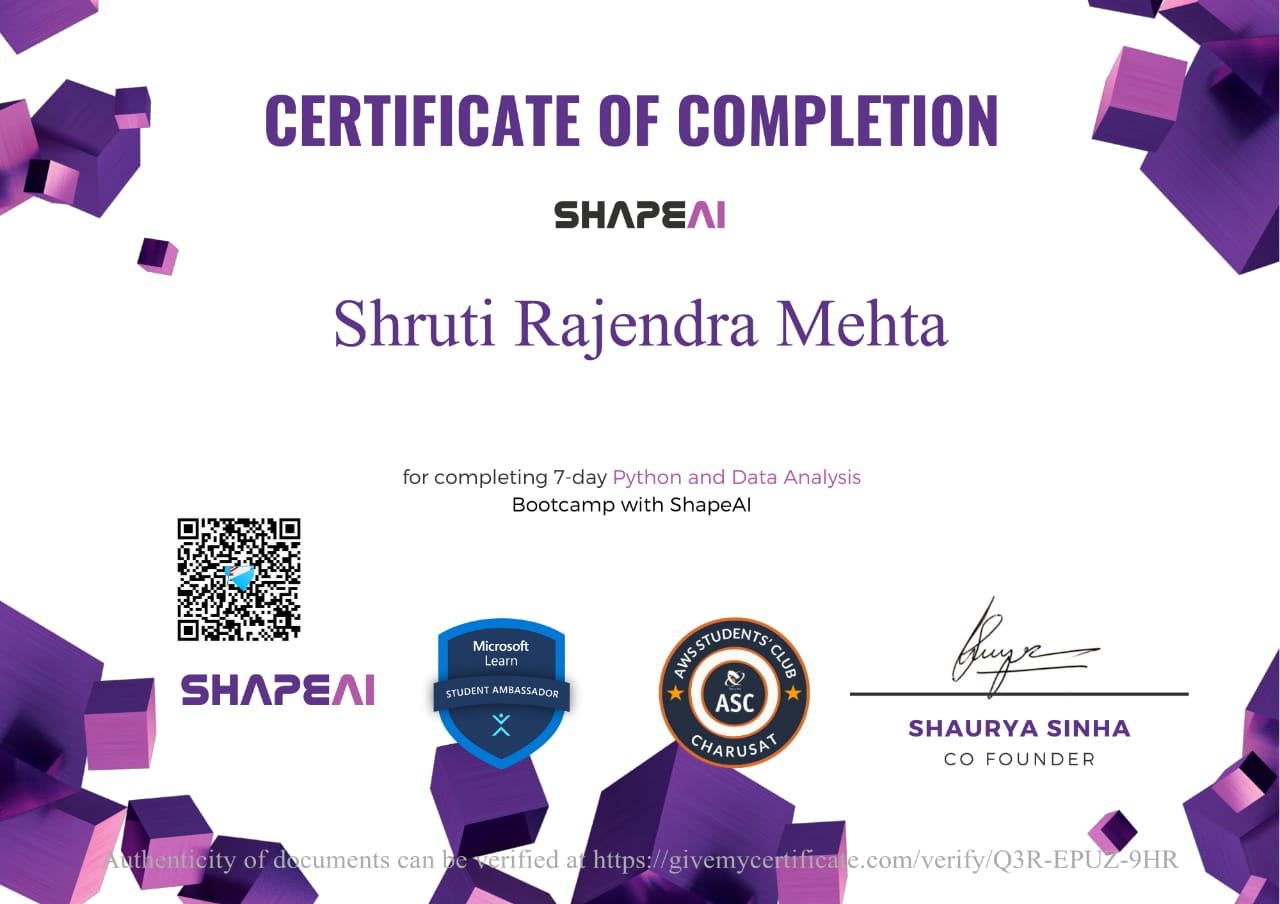 CERTIFICATE OF COMPLETION
SHAPEAI
Shruti Rajendra Mehta
for completing 7-day Python and Data Analysis
Bootcamp with ShapeAI
SHAPEAI
Microsoft
Learn
STUDENT AMBASSADOR
AWS STUDENTS' CLUB
ASC
CHARUSAT
SHAURYA SINHA
CO FOUNDER
Authenticity of documents can be verified at https://givemycertificate.com/verify/Q3R-EPUZ-9HR